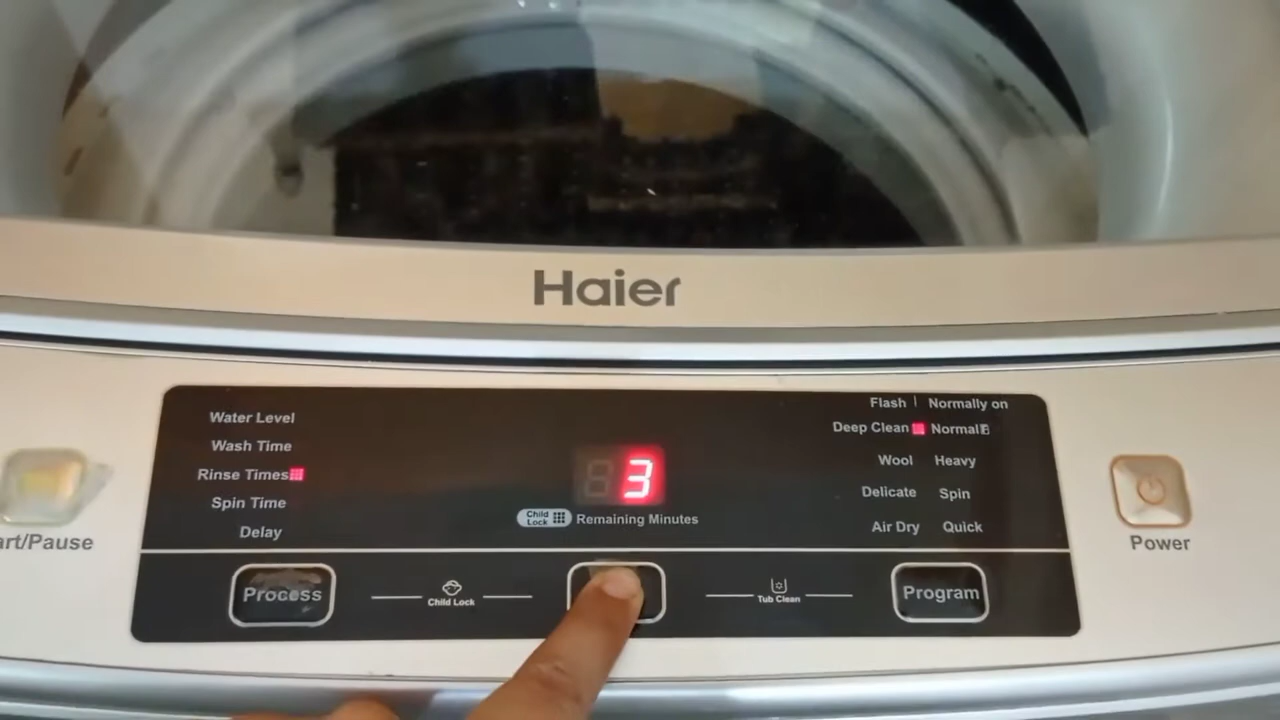 Haier
Water Level
Wash Time
Rinse Times
Spin Time
Delay
3
Child Lock
Remaining Minutes
Flash | Normally on
Deep Clean Normal
Wool Heavy
Delicate Spin
Air Dry Quick
art/Pause
Power
Process
Child Lock
Tub Clean
Program